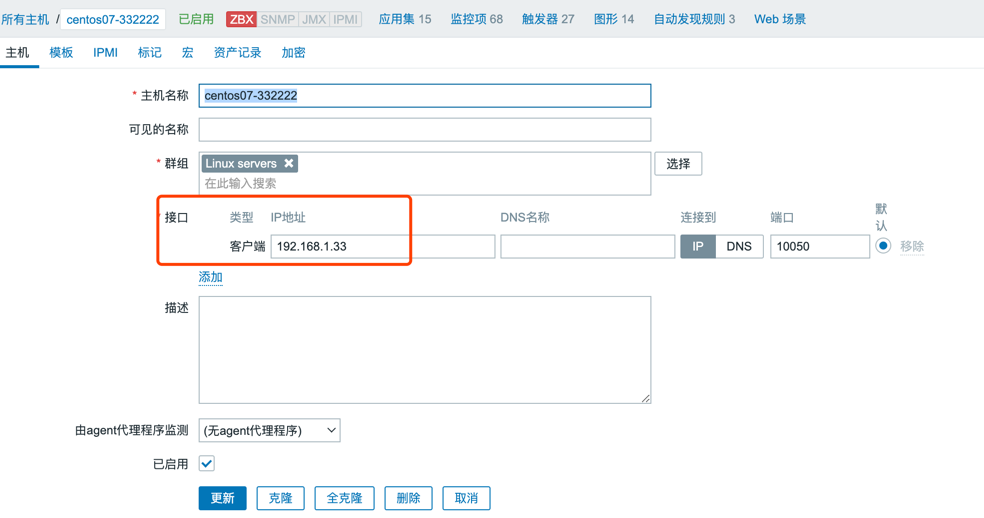 所有主机 / centos07-332222 已启用 ZBX SNMP JMX IPMI 应用集 15 监控项 68 触发器 27 图形 14 自动发现规则 3 Web 场景
主机 模板 IPMI 标记 宏 资产记录 加密
* 主机名称 centos07-332222
可见的名称
* 群组 Linux servers ✖ 选择
在此输入搜索
* 接口 类型 IP地址 DNS名称 连接到 端口 默认
客户端 192.168.1.33 IP DNS 10050 移除
添加
描述
由agent代理程序监测 (无agent代理程序)
已启用
更新 克隆 全克隆 删除 取消